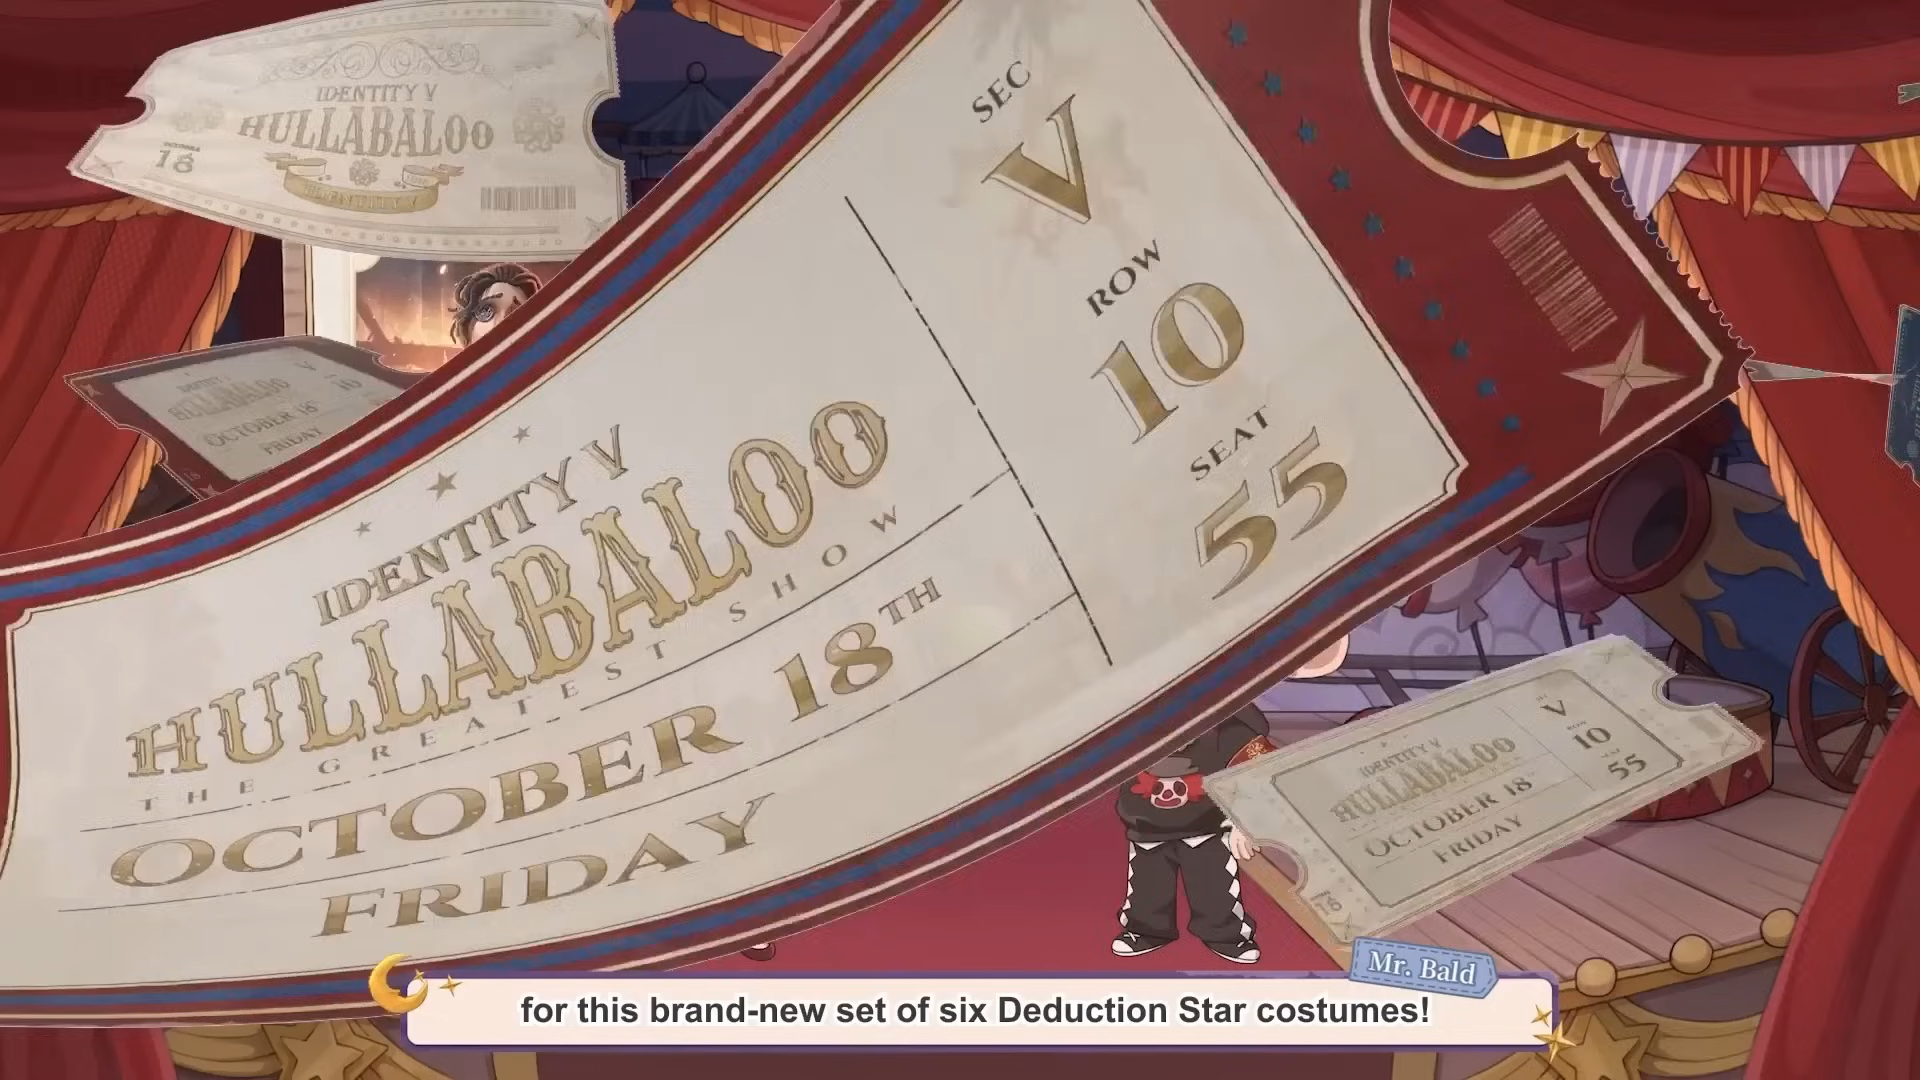 IDENTITY V
HULLABALOO
18
IDENTITY V
HULLABALOO
OCTOBER 18TH
FRIDAY
IDENTITY V
HULLABALOO
THE GREATEST SHOW
OCTOBER 18TH
FRIDAY
SEC
V
ROW
10
SEAT
55
IDENTITY V
HULLABALOO
OCTOBER 18TH
FRIDAY
V
10
55
18
Mr. Bald
for this brand-new set of six Deduction Star costumes!